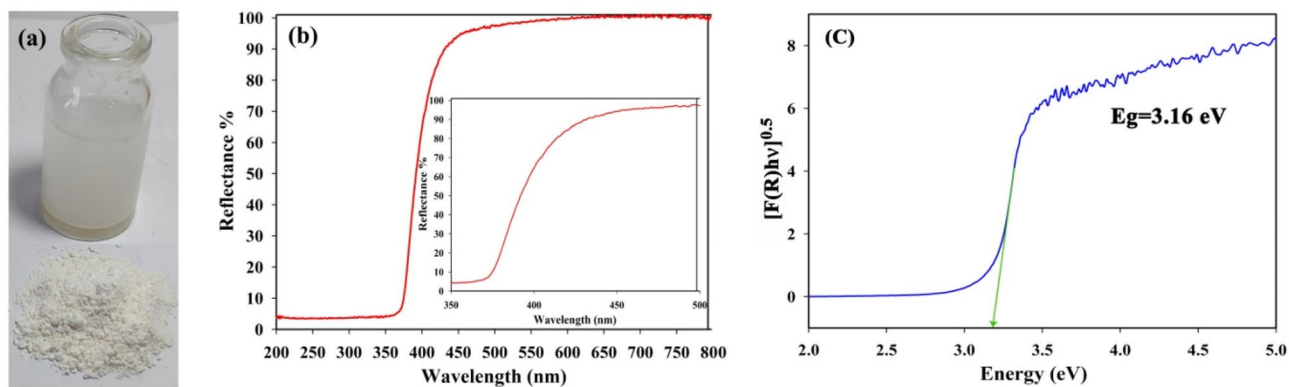 (a)
(b)
Reflectance %
100
90
80
70
60
50
40
30
20
10
0
200 250 300 350 400 450 500 550 600 650 700 750 800
Wavelength (nm)
Reflectance %
100
90
80
70
60
50
40
30
20
10
0
350 400 450 500
Wavelength (nm)
(C)
[F(R)hν]0.5
8
6
4
2
0
2.0 2.5 3.0 3.5 4.0 4.5 5.0
Energy (eV)
Eg=3.16 eV